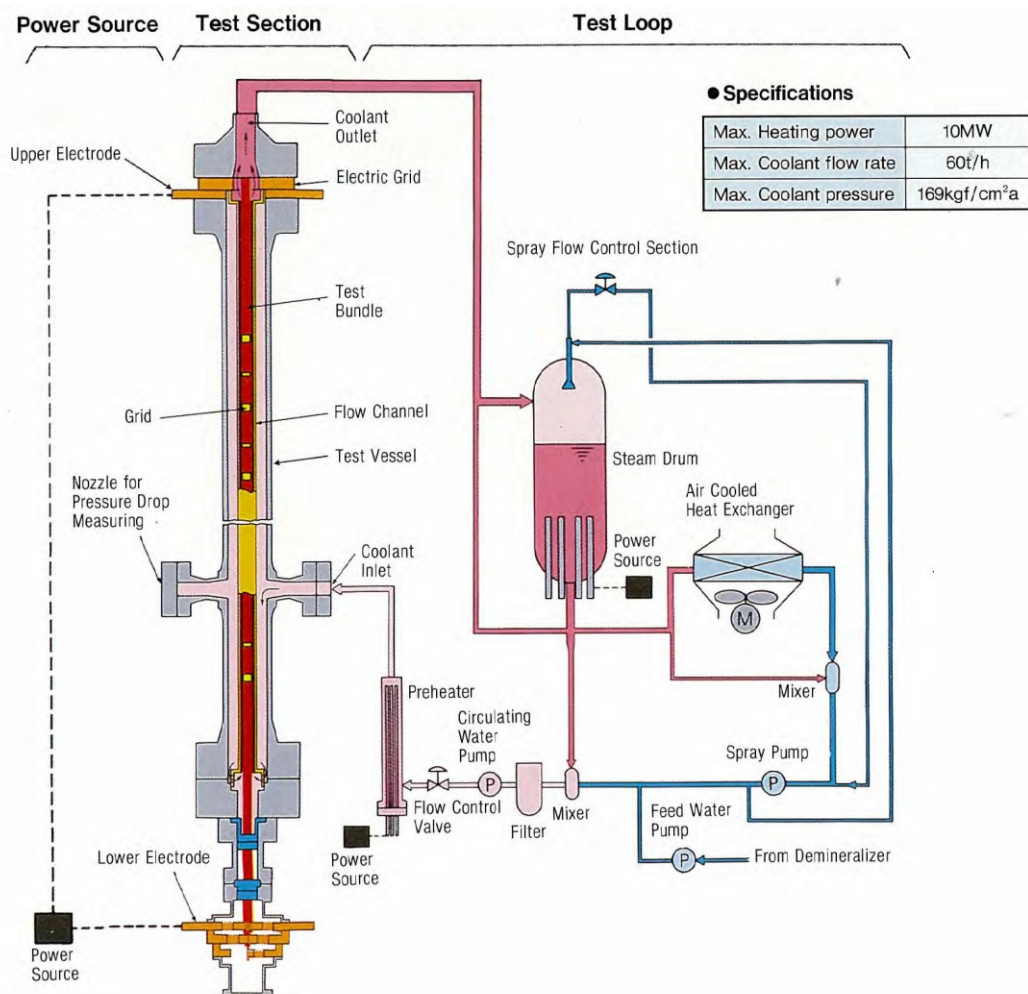 Power Source
Test Section
Test Loop
Coolant
Outlet
Upper Electrode
Electric Grid
● Specifications
Max. Heating power
10MW
Max. Coolant flow rate
60t/h
Max. Coolant pressure
169kgf/cm²a
Spray Flow Control Section
Test
Bundle
Grid
Flow Channel
Test Vessel
Steam Drum
Nozzle for
Pressure Drop
Measuring
Air Cooled
Heat Exchanger
Power
Source
Coolant
Inlet
M
Preheater
Mixer
Circulating
Water
Pump
Spray Pump
P
P
Flow Control
Valve
Filter
Mixer
Feed Water
Pump
P
From Demineralizer
Power
Source
Lower Electrode
Power
Source